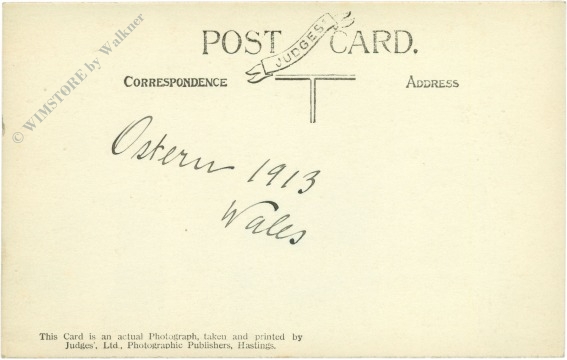 POST CARD.
JUDGES'
CORRESPONDENCE
ADDRESS
Ostern 1913
Wales
This Card is an actual Photograph, taken and printed by
Judges', Ltd., Photographic Publishers, Hastings.
© WIMSTORE by Walkner